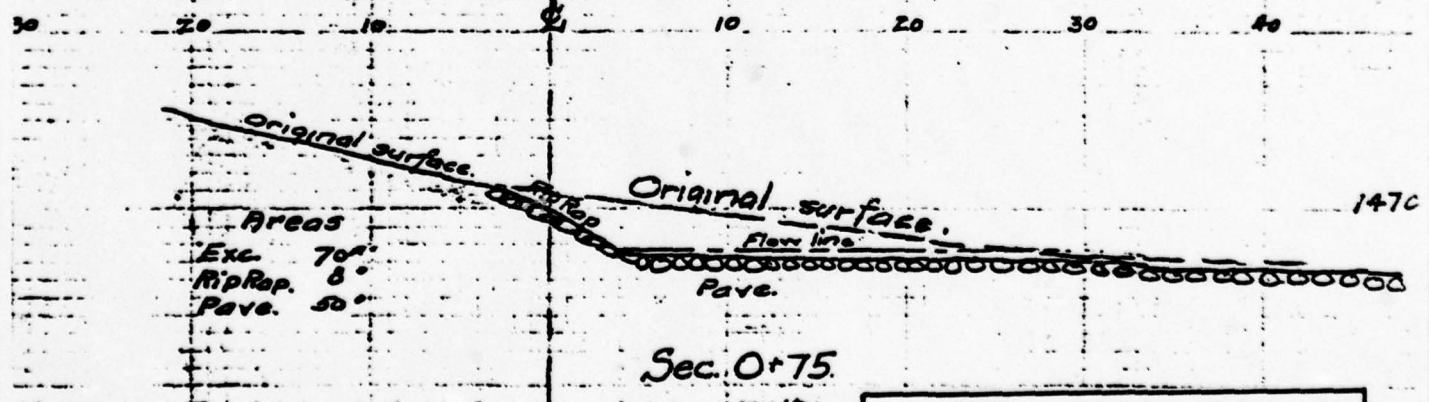 30 20 10 ℄ 10 20 30 40
Original surface.
RipRap
Original surface.
1470
Flow line
Areas
Exc. 70
RipRap. 8
Pave. 50
Pave.
Sec. 0+75.